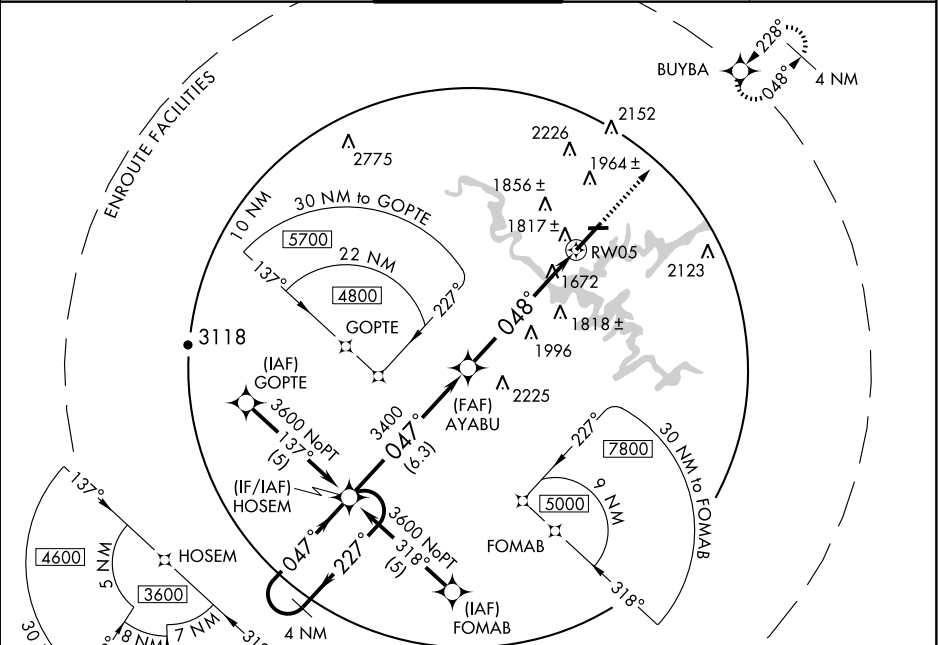 ENROUTE FACILITIES
BUYBA
228°
048°
4 NM
2152
2226
1964 ±
2775
1856 ±
1817 ±
10 NM
30 NM to GOPTE
5700
22 NM
137°
4800
227°
GOPTE
RW05
2123
1672
048°
1818 ±
1996
3118
(IAF)
GOPTE
3600 NoPT
137°
(5)
(FAF)
AYABU
2225
3400
047°
(6.3)
(IF/IAF)
HOSEM
227°
7800
30 NM to FOMAB
5000
9 NM
FOMAB
318°
3600 NoPT
318°
(5)
(IAF)
FOMAB
047°
227°
4 NM
137°
4600
5 NM
HOSEM
3600
7 NM
8 NM
30